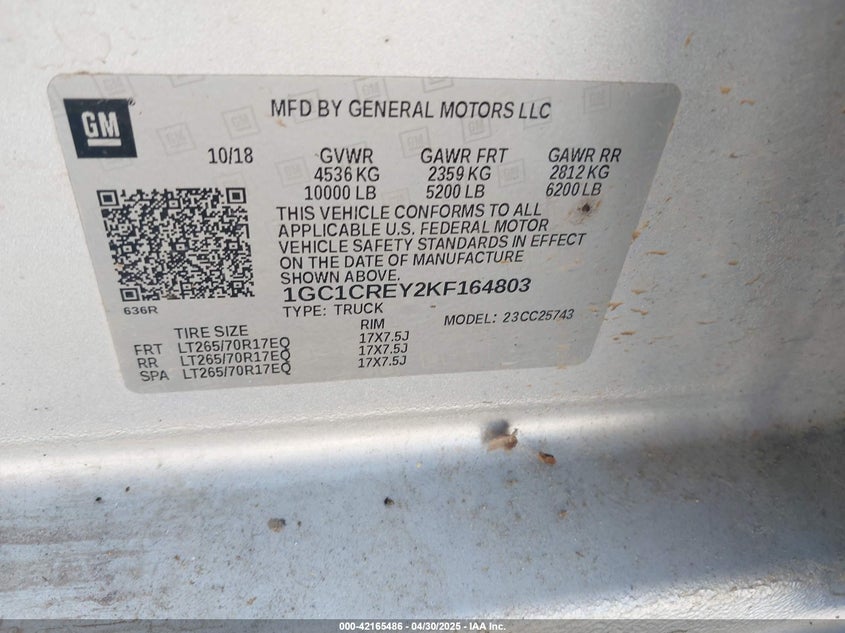 GM
MFD BY GENERAL MOTORS LLC
10/18 GVWR GAWR FRT GAWR RR
4536 KG 2359 KG 2812 KG
10000 LB 5200 LB 6200 LB
THIS VEHICLE CONFORMS TO ALL
APPLICABLE U.S. FEDERAL MOTOR
VEHICLE SAFETY STANDARDS IN EFFECT
ON THE DATE OF MANUFACTURE
SHOWN ABOVE.
1GC1CREY2KF164803
636R
TYPE: TRUCK MODEL: 23CC25743
TIRE SIZE RIM
FRT LT265/70R17EQ 17X7.5J
RR LT265/70R17EQ 17X7.5J
SPA LT265/70R17EQ 17X7.5J
000-42165486 - 04/30/2025 - IAA Inc.